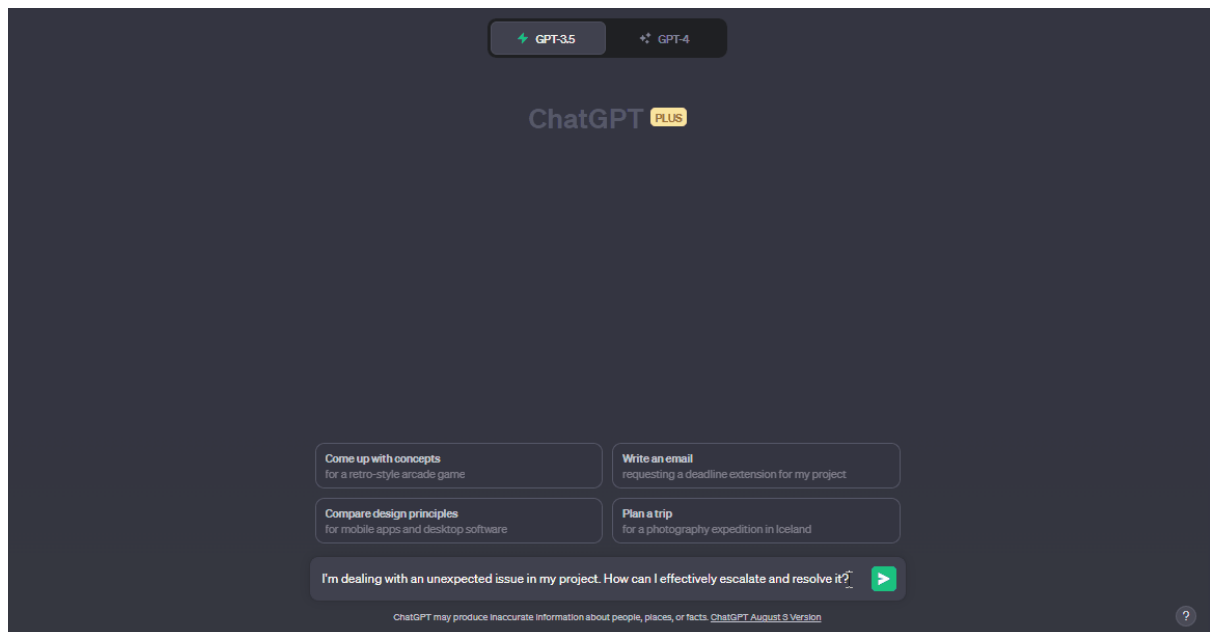 GPT-3.5
GPT-4
ChatGPT PLUS
Come up with concepts
for a retro-style arcade game
Write an email
requesting a deadline extension for my project
Compare design principles
for mobile apps and desktop software
Plan a trip
for a photography expedition in Iceland
I'm dealing with an unexpected issue in my project. How can I effectively escalate and resolve it?
ChatGPT may produce inaccurate information about people, places, or facts. ChatGPT August 3 Version
?